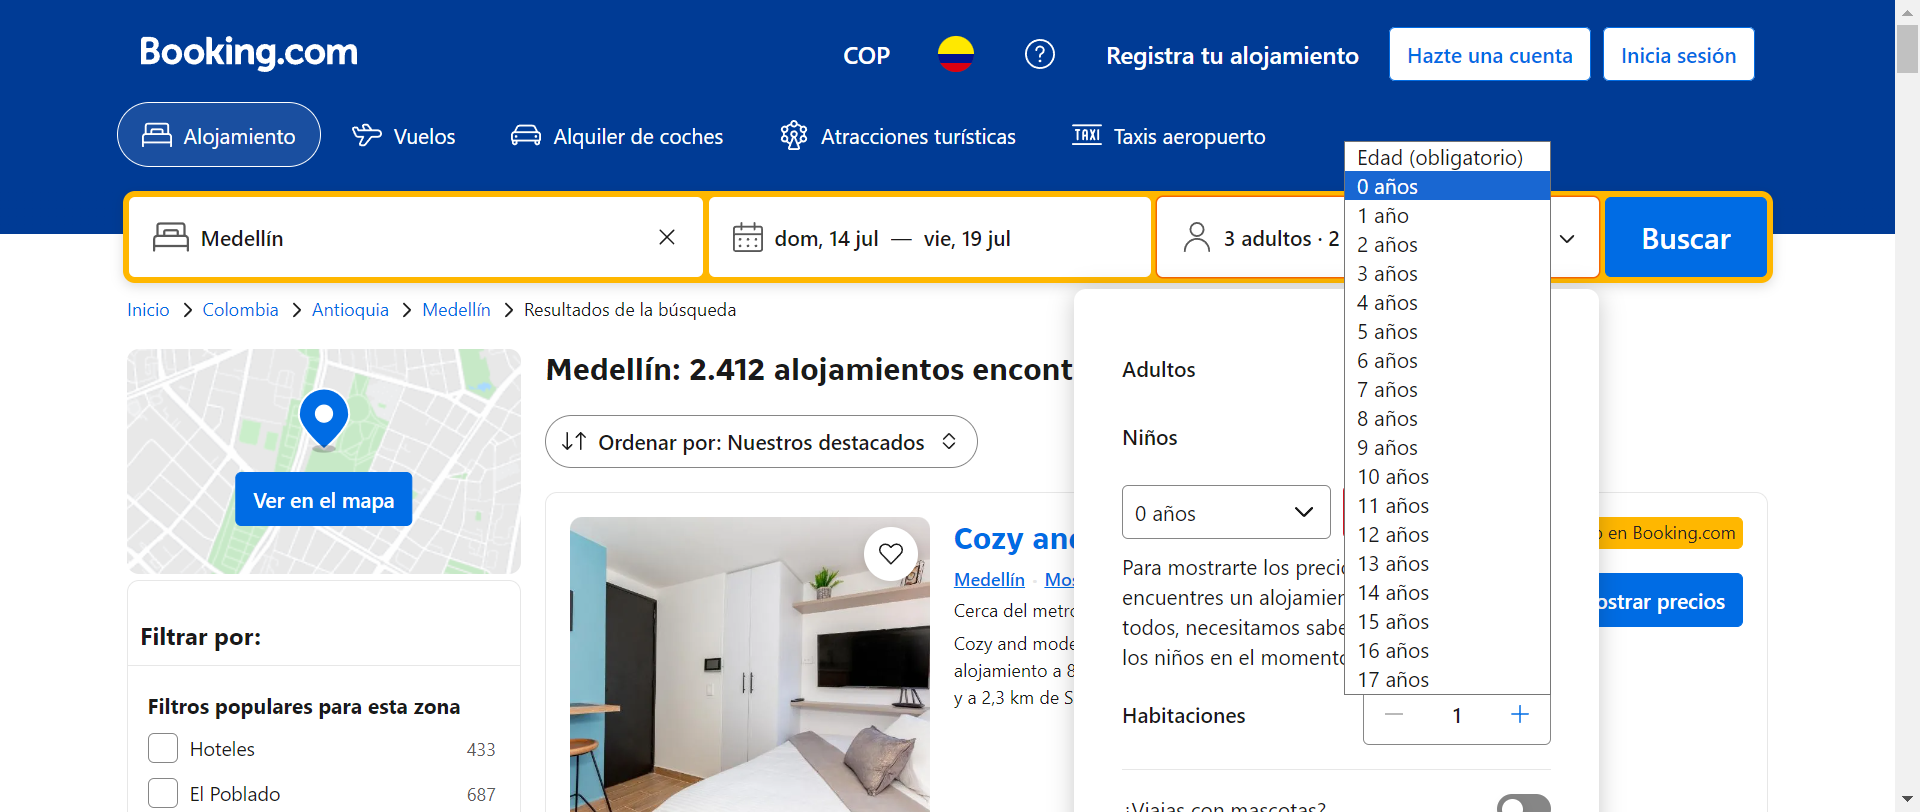 Booking.com
COP
Registra tu alojamiento
Hazte una cuenta
Inicia sesión
Alojamiento
Vuelos
Alquiler de coches
Atracciones turísticas
TAXI Taxis aeropuerto
Medellín
dom, 14 jul — vie, 19 jul
3 adultos · 2
Buscar
Edad (obligatorio)
0 años
1 año
2 años
3 años
4 años
5 años
6 años
7 años
8 años
9 años
10 años
11 años
12 años
13 años
14 años
15 años
16 años
17 años
Inicio > Colombia > Antioquia > Medellín > Resultados de la búsqueda
Ver en el mapa
Medellín: 2.412 alojamientos encont
Ordenar por: Nuestros destacados
Adultos
Niños
0 años
Para mostrarte los preci
encuentres un alojamier
todos, necesitamos sabe
los niños en el momento
Habitaciones
1
¿Viajas con mascotas?
Cozy and
Medellín · Mos
Cerca del metro
Cozy and mode
alojamiento a 8
y a 2,3 km de S
en Booking.com
ostrar precios
Filtrar por:
Filtros populares para esta zona
Hoteles 433
El Poblado 687